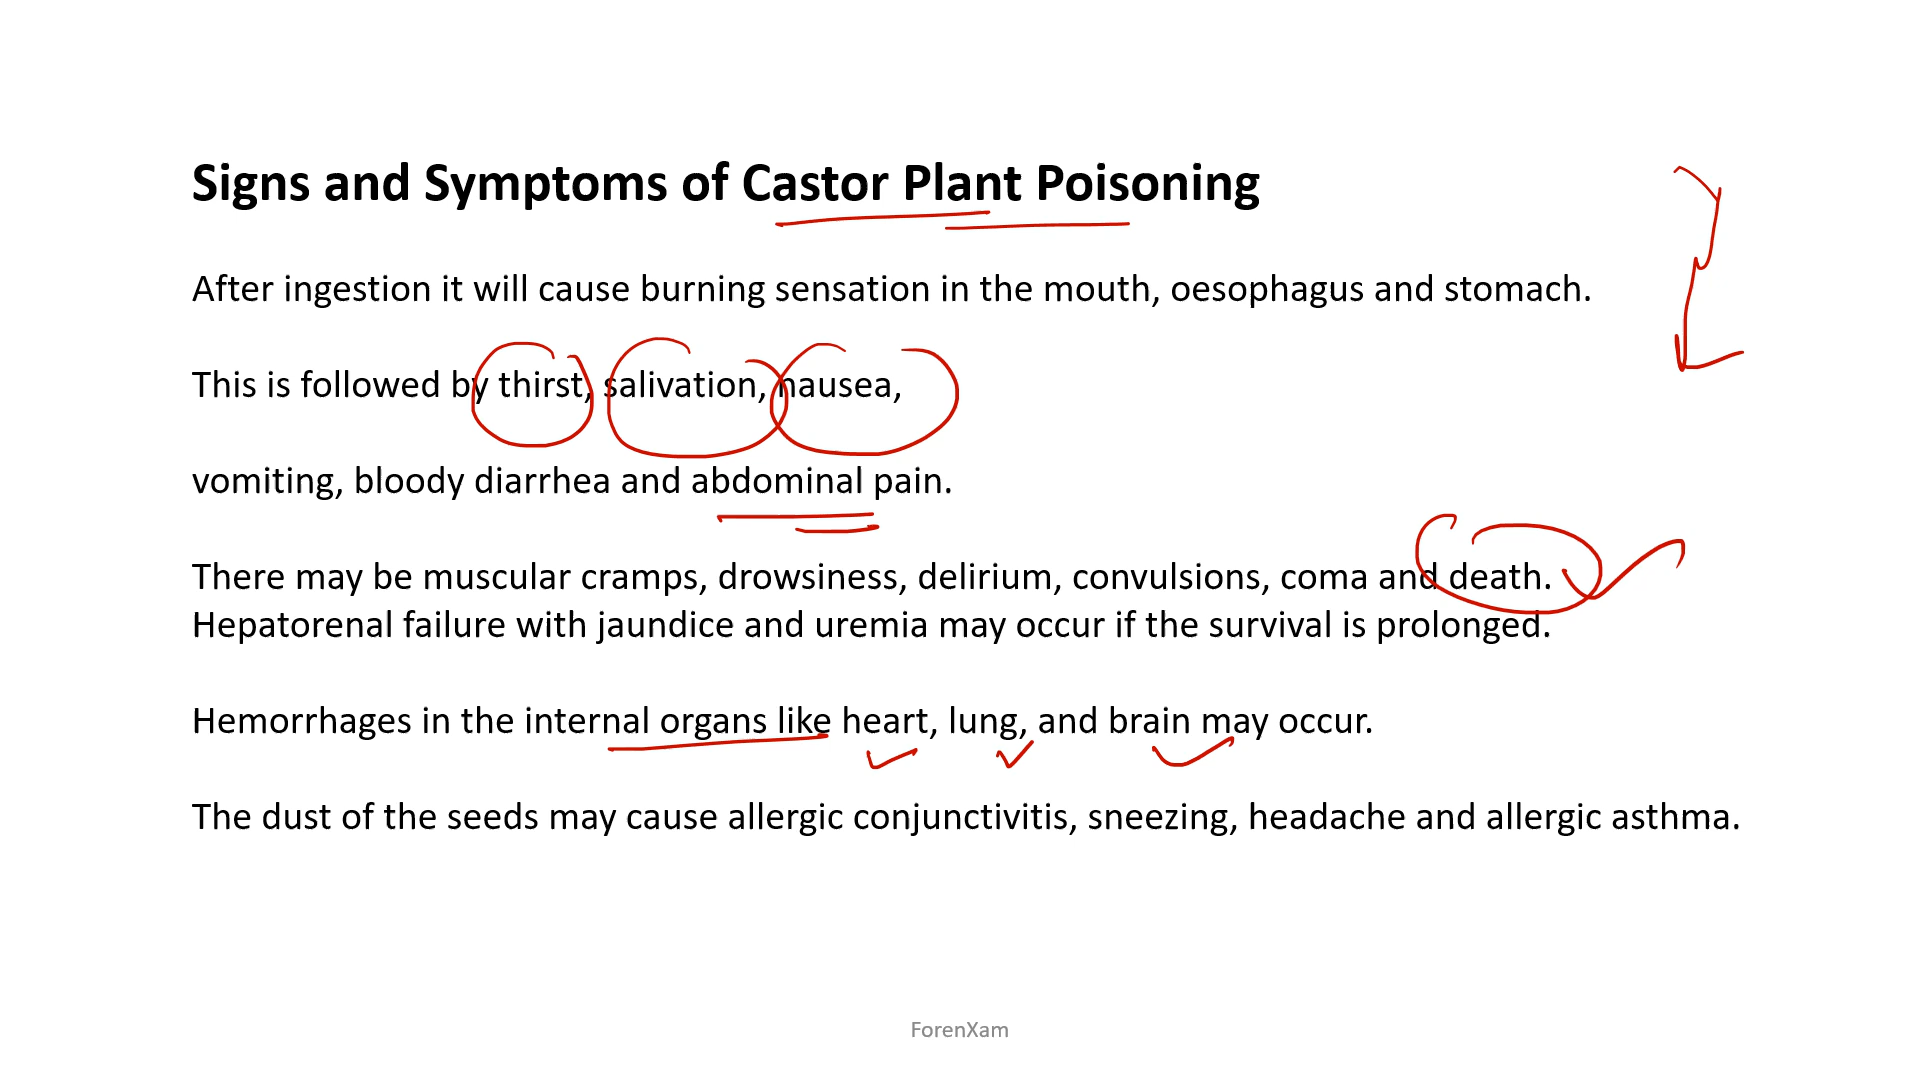 Signs and Symptoms of Castor Plant Poisoning
After ingestion it will cause burning sensation in the mouth, oesophagus and stomach.
This is followed by thirst, salivation, nausea,
vomiting, bloody diarrhea and abdominal pain.
There may be muscular cramps, drowsiness, delirium, convulsions, coma and death.
Hepatorenal failure with jaundice and uremia may occur if the survival is prolonged.
Hemorrhages in the internal organs like heart, lung, and brain may occur.
The dust of the seeds may cause allergic conjunctivitis, sneezing, headache and allergic asthma.
ForenXam